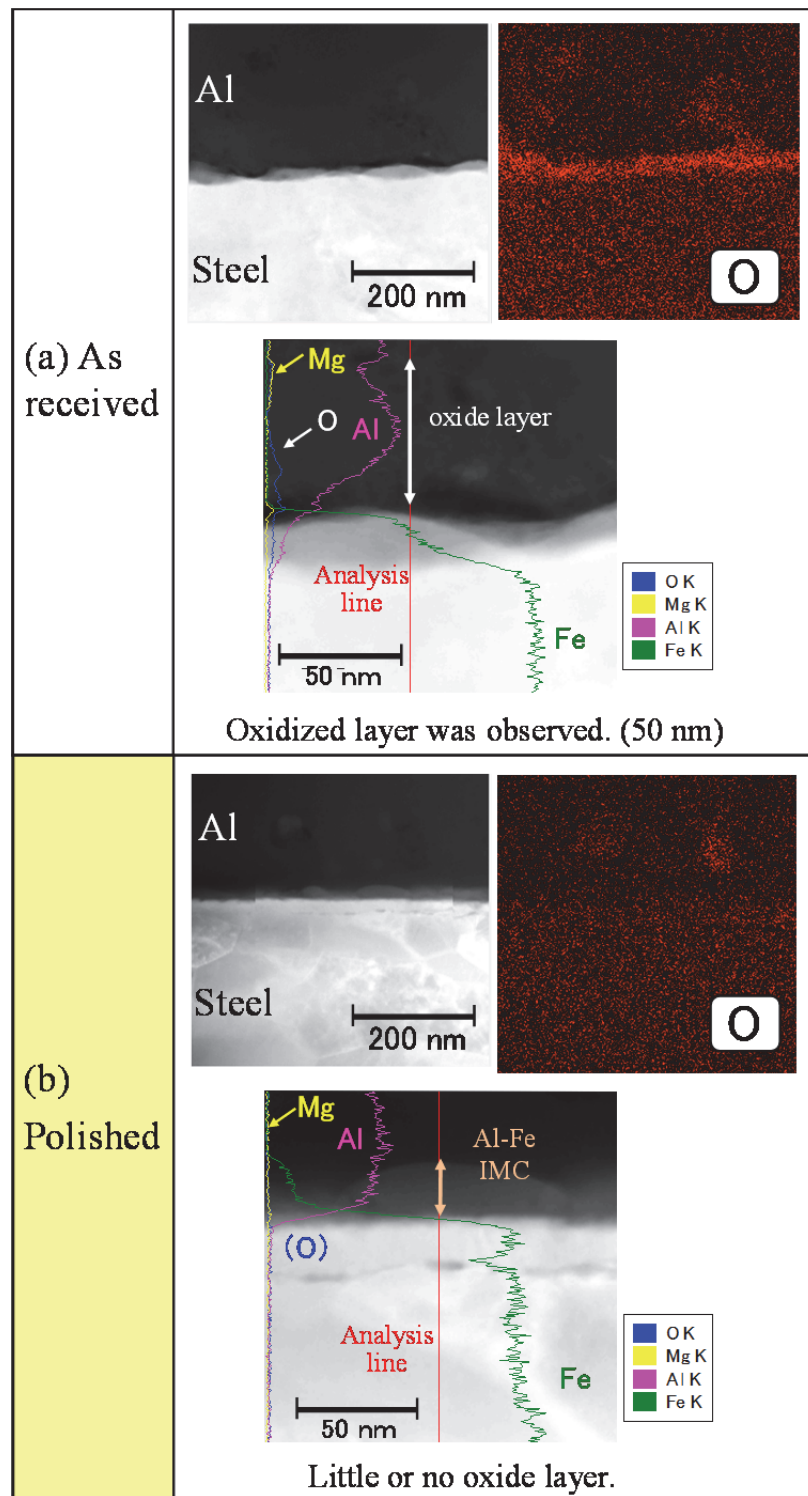 (a) As
received
Al
Steel
200 nm
O
Mg
O
Al
oxide layer
Analysis
line
50 nm
Fe
O K
Mg K
Al K
Fe K
Oxidized layer was observed. (50 nm)
(b)
Polished
Al
Steel
200 nm
O
Mg
Al
Al-Fe
IMC
(O)
Analysis
line
50 nm
Fe
O K
Mg K
Al K
Fe K
Little or no oxide layer.